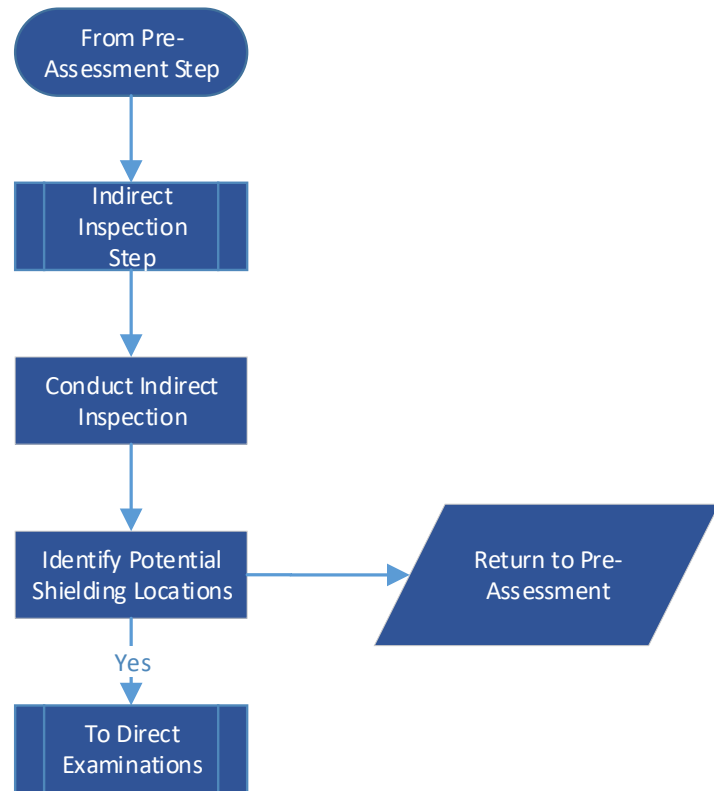 From Pre-
Assessment Step
Indirect
Inspection
Step
Conduct Indirect
Inspection
Identify Potential
Shielding Locations
Return to Pre-
Assessment
Yes
To Direct
Examinations